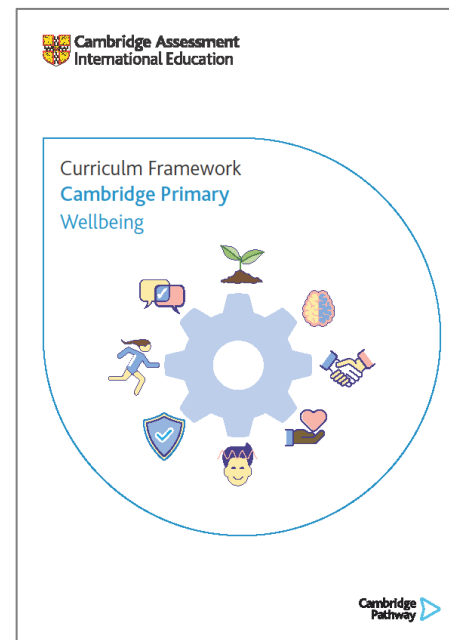 Cambridge Assessment
International Education
Curriculm Framework
Cambridge Primary
Wellbeing
Cambridge
Pathway